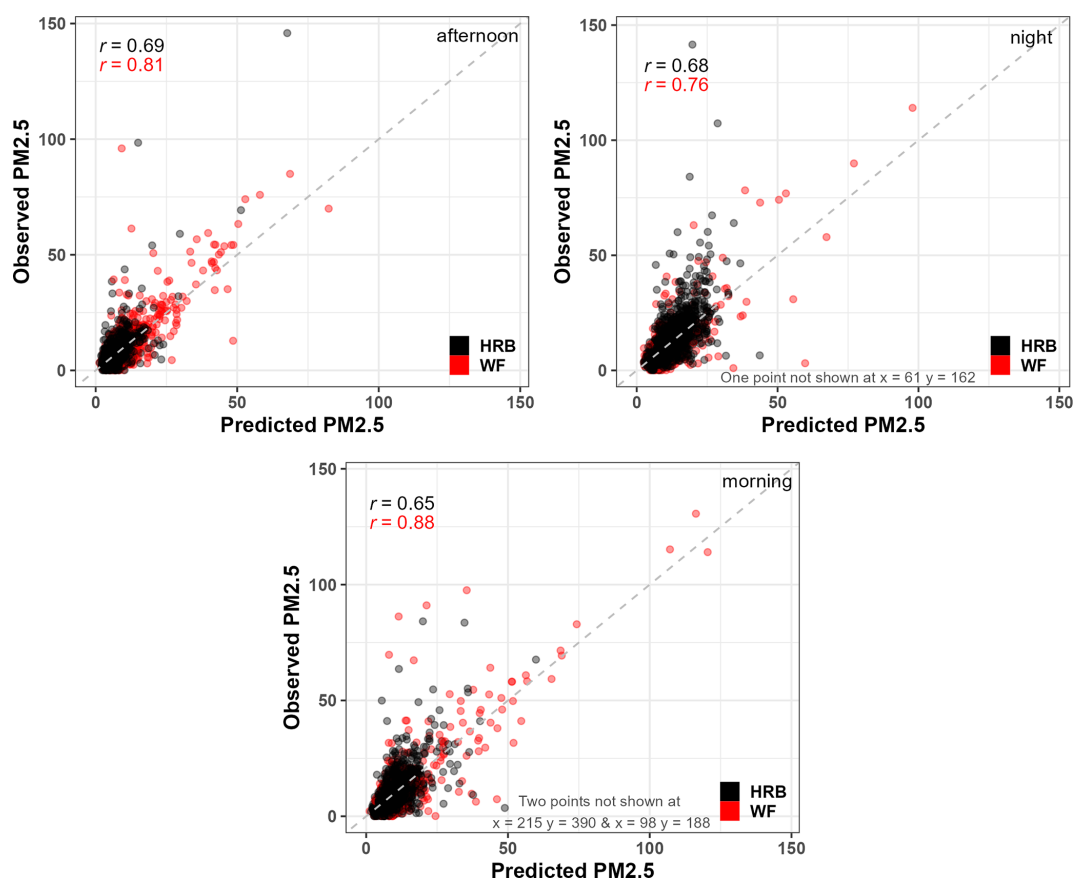 afternoon
r = 0.69
r = 0.81
150
100
50
0
Observed PM2.5
HRB
WF
0
50
100
150
Predicted PM2.5
night
r = 0.68
r = 0.76
150
100
50
0
Observed PM2.5
HRB
WF
One point not shown at x = 61 y = 162
0
50
100
150
Predicted PM2.5
morning
r = 0.65
r = 0.88
150
100
50
0
Observed PM2.5
HRB
WF
Two points not shown at
x = 215 y = 390 & x = 98 y = 188
0
50
100
150
Predicted PM2.5